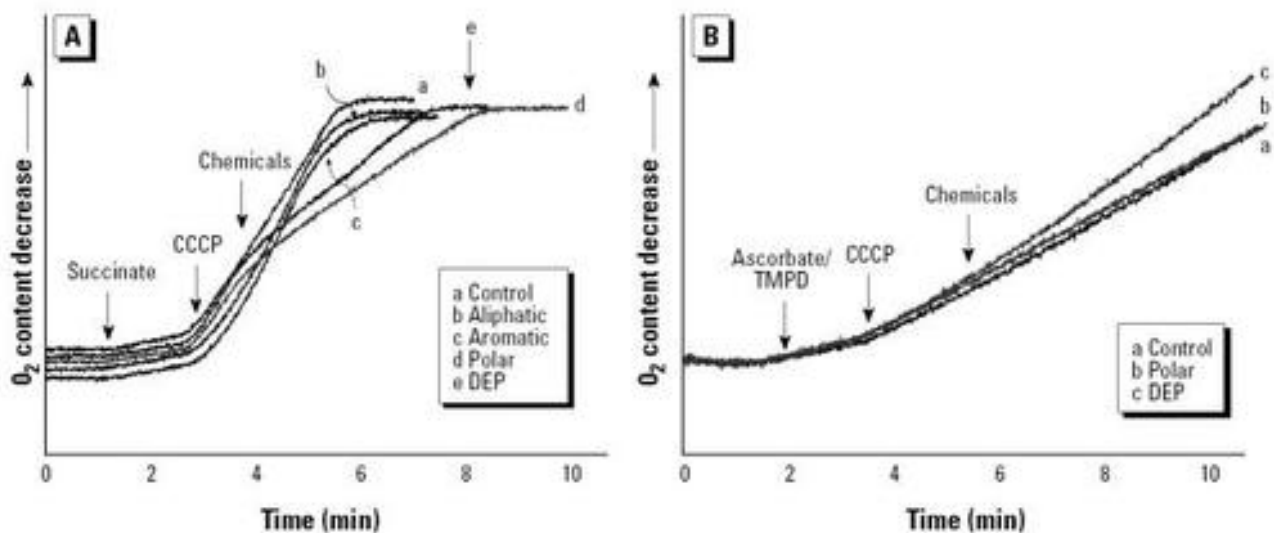 A
O2 content decrease
Succinate
CCCP
Chemicals
b
a
c
e
d
a Control
b Aliphatic
c Aromatic
d Polar
e DEP
0 2 4 6 8 10
Time (min)
B
O2 content decrease
Ascorbate/
TMPD
CCCP
Chemicals
c
b
a
a Control
b Polar
c DEP
0 2 4 6 8 10
Time (min)